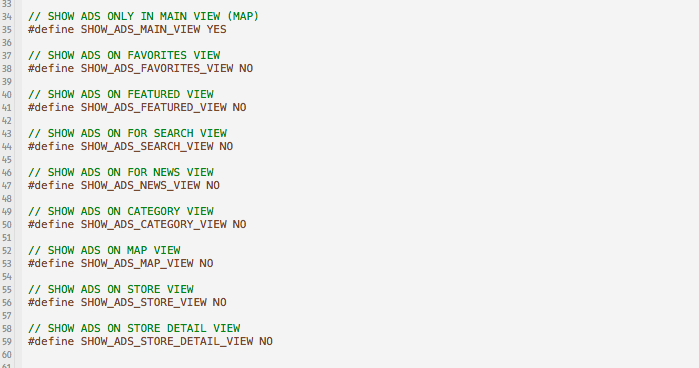 33
34 // SHOW ADS ONLY IN MAIN VIEW (MAP)
35 #define SHOW_ADS_MAIN_VIEW YES
36
37 // SHOW ADS ON FAVORITES VIEW
38 #define SHOW_ADS_FAVORITES_VIEW NO
39
40 // SHOW ADS ON FEATURED VIEW
41 #define SHOW_ADS_FEATURED_VIEW NO
42
43 // SHOW ADS ON FOR SEARCH VIEW
44 #define SHOW_ADS_SEARCH_VIEW NO
45
46 // SHOW ADS ON FOR NEWS VIEW
47 #define SHOW_ADS_NEWS_VIEW NO
48
49 // SHOW ADS ON CATEGORY VIEW
50 #define SHOW_ADS_CATEGORY_VIEW NO
51
52 // SHOW ADS ON MAP VIEW
53 #define SHOW_ADS_MAP_VIEW NO
54
55 // SHOW ADS ON STORE VIEW
56 #define SHOW_ADS_STORE_VIEW NO
57
58 // SHOW ADS ON STORE DETAIL VIEW
59 #define SHOW_ADS_STORE_DETAIL_VIEW NO
60
61